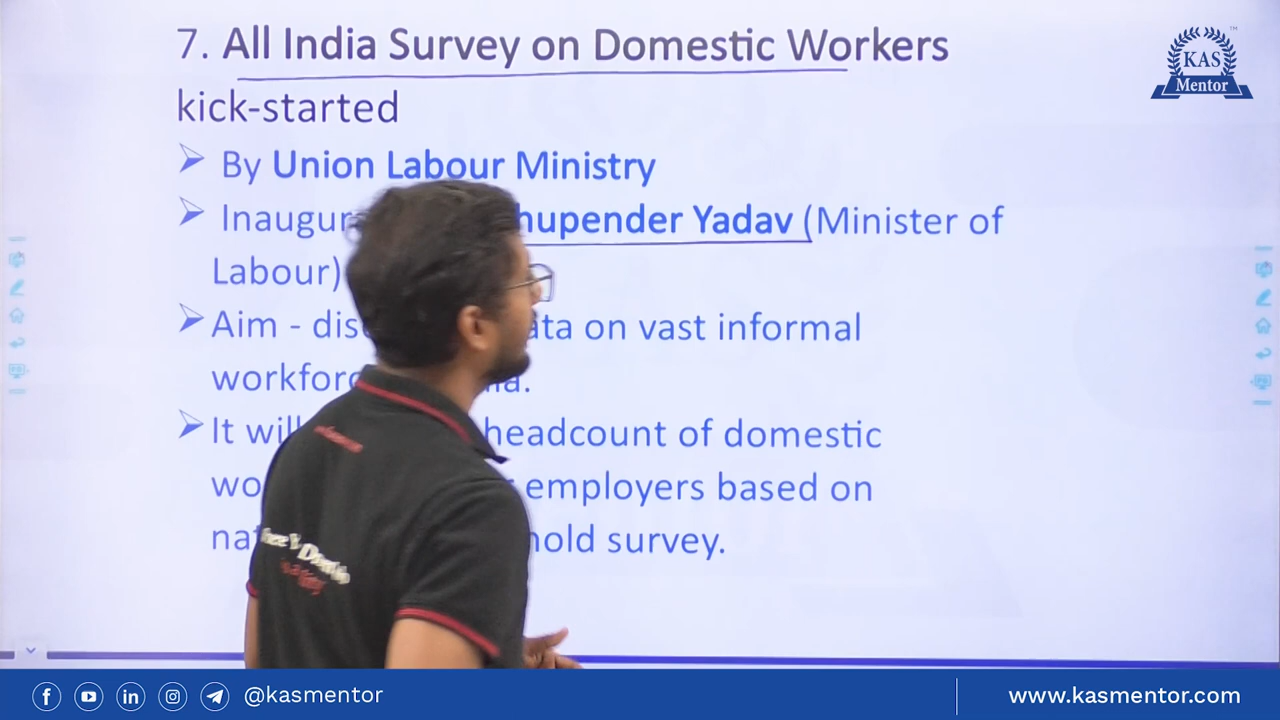 7. All India Survey on Domestic Workers
kick-started
➢ By Union Labour Ministry
➢ Inaugur hupender Yadav (Minister of
Labour)
➢ Aim - dis ata on vast informal
workforc a.
➢ It will headcount of domestic
wo employers based on
na hold survey.
KAS
Mentor
@kasmentor
www.kasmentor.com